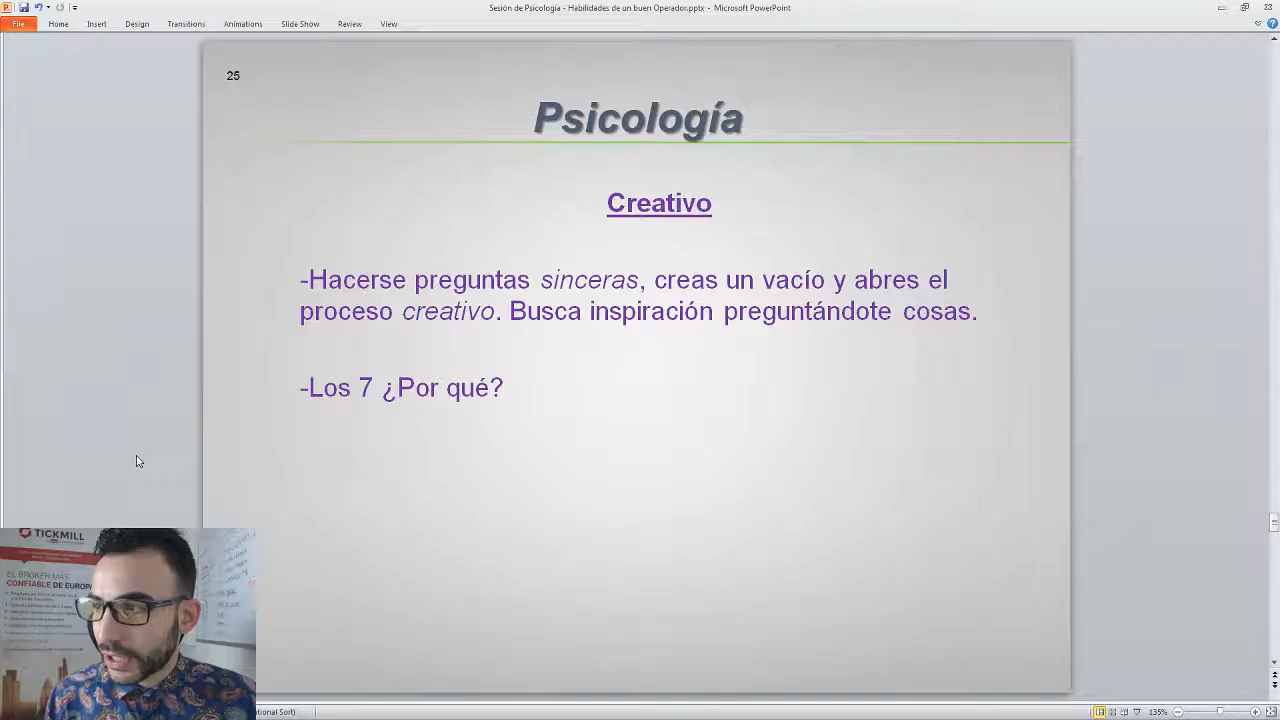 Sesión de Psicología - Habilidades de un buen Operador.pptx - Microsoft PowerPoint
File Home Insert Design Transitions Animations Slide Show Review View
25
Psicología
Creativo
-Hacerse preguntas sinceras, creas un vacío y abres el
proceso creativo. Busca inspiración preguntándote cosas.
-Los 7 ¿Por qué?
TICKMILL
EL BROKER MÁS
CONFIABLE DE EUROPA
135%